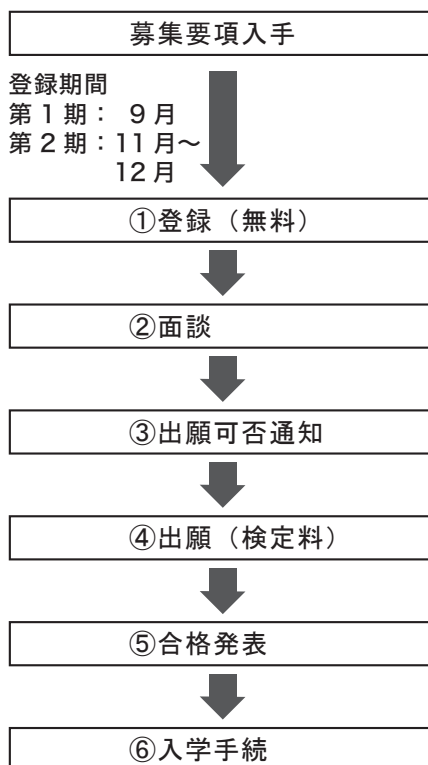 募集要項入手
登録期間
第1期： 9月
第2期：11月～
12月
①登録（無料）
②面談
③出願可否通知
④出願（検定料）
⑤合格発表
⑥入学手続